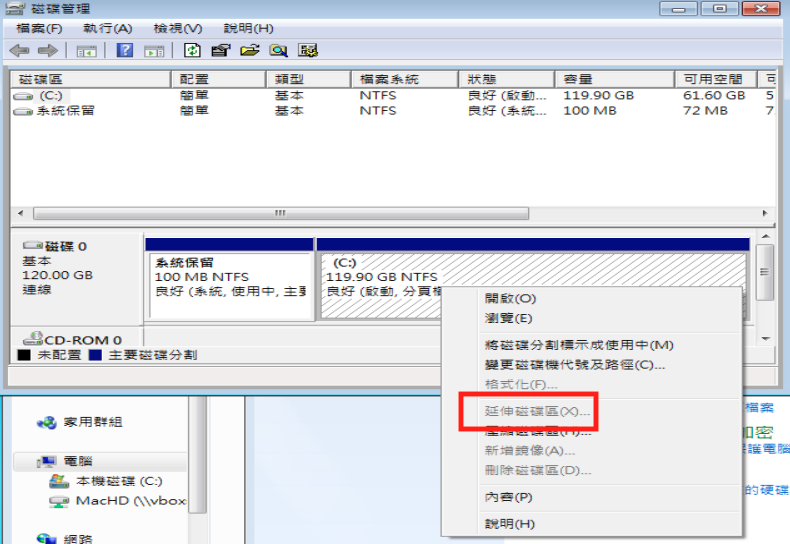 磁碟管理
檔案(F) 執行(A) 檢視(V) 說明(H)
磁碟區 配置 類型 檔案系統 狀態 容量 可用空間
(C:) 簡單 基本 NTFS 良好 (啟動... 119.90 GB 61.60 GB 5
系統保留 簡單 基本 NTFS 良好 (系統... 100 MB 72 MB 7
磁碟 0
基本
120.00 GB
連線
系統保留
100 MB NTFS
良好 (系統, 使用中, 主
(C:)
119.90 GB NTFS
良好 (啟動, 分頁檔
CD-ROM 0
未配置 主要磁碟分割
開啟(O)
瀏覽(E)
將磁碟分割標示成使用中(M)
變更磁碟機代號及路徑(C)...
格式化(F)...
延伸磁碟區(X)...
壓縮磁碟區(H)...
新增鏡像(A)...
刪除磁碟區(D)...
內容(P)
說明(H)
家用群組
電腦
本機磁碟 (C:)
MacHD (\\vbox
網路
檔案
加密
護電腦
的硬碟